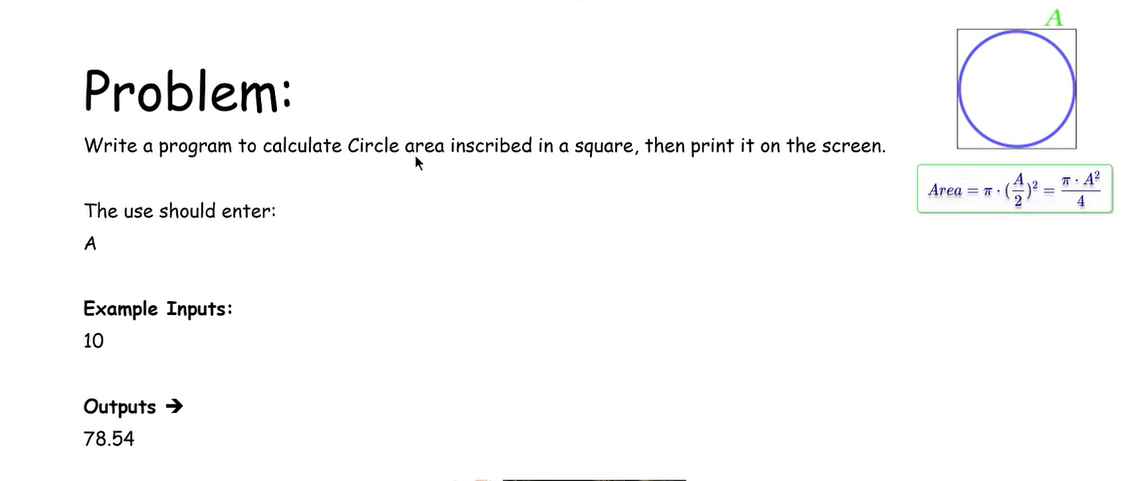 A
Problem:
Write a program to calculate Circle area inscribed in a square, then print it on the screen.
Area = π · (A/2)² = π · A²/4
The use should enter:
A
Example Inputs:
10
Outputs ➔
78.54